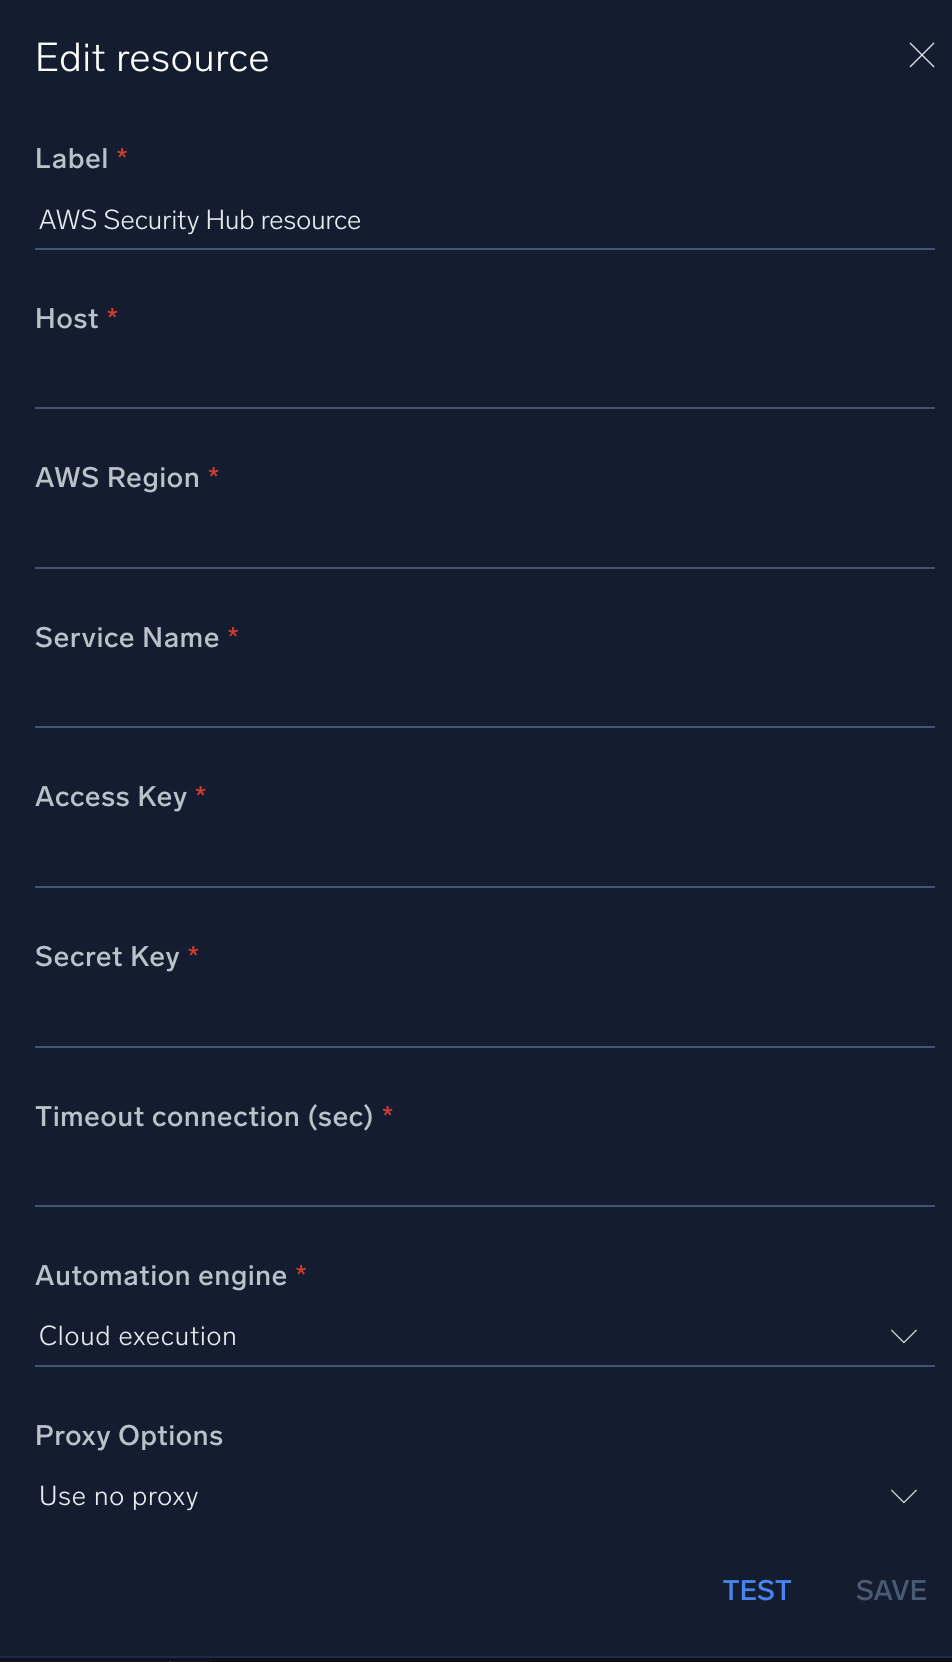 Edit resource
Label *
AWS Security Hub resource
Host *
AWS Region *
Service Name *
Access Key *
Secret Key *
Timeout connection (sec) *
Automation engine *
Cloud execution
Proxy Options
Use no proxy
TEST SAVE